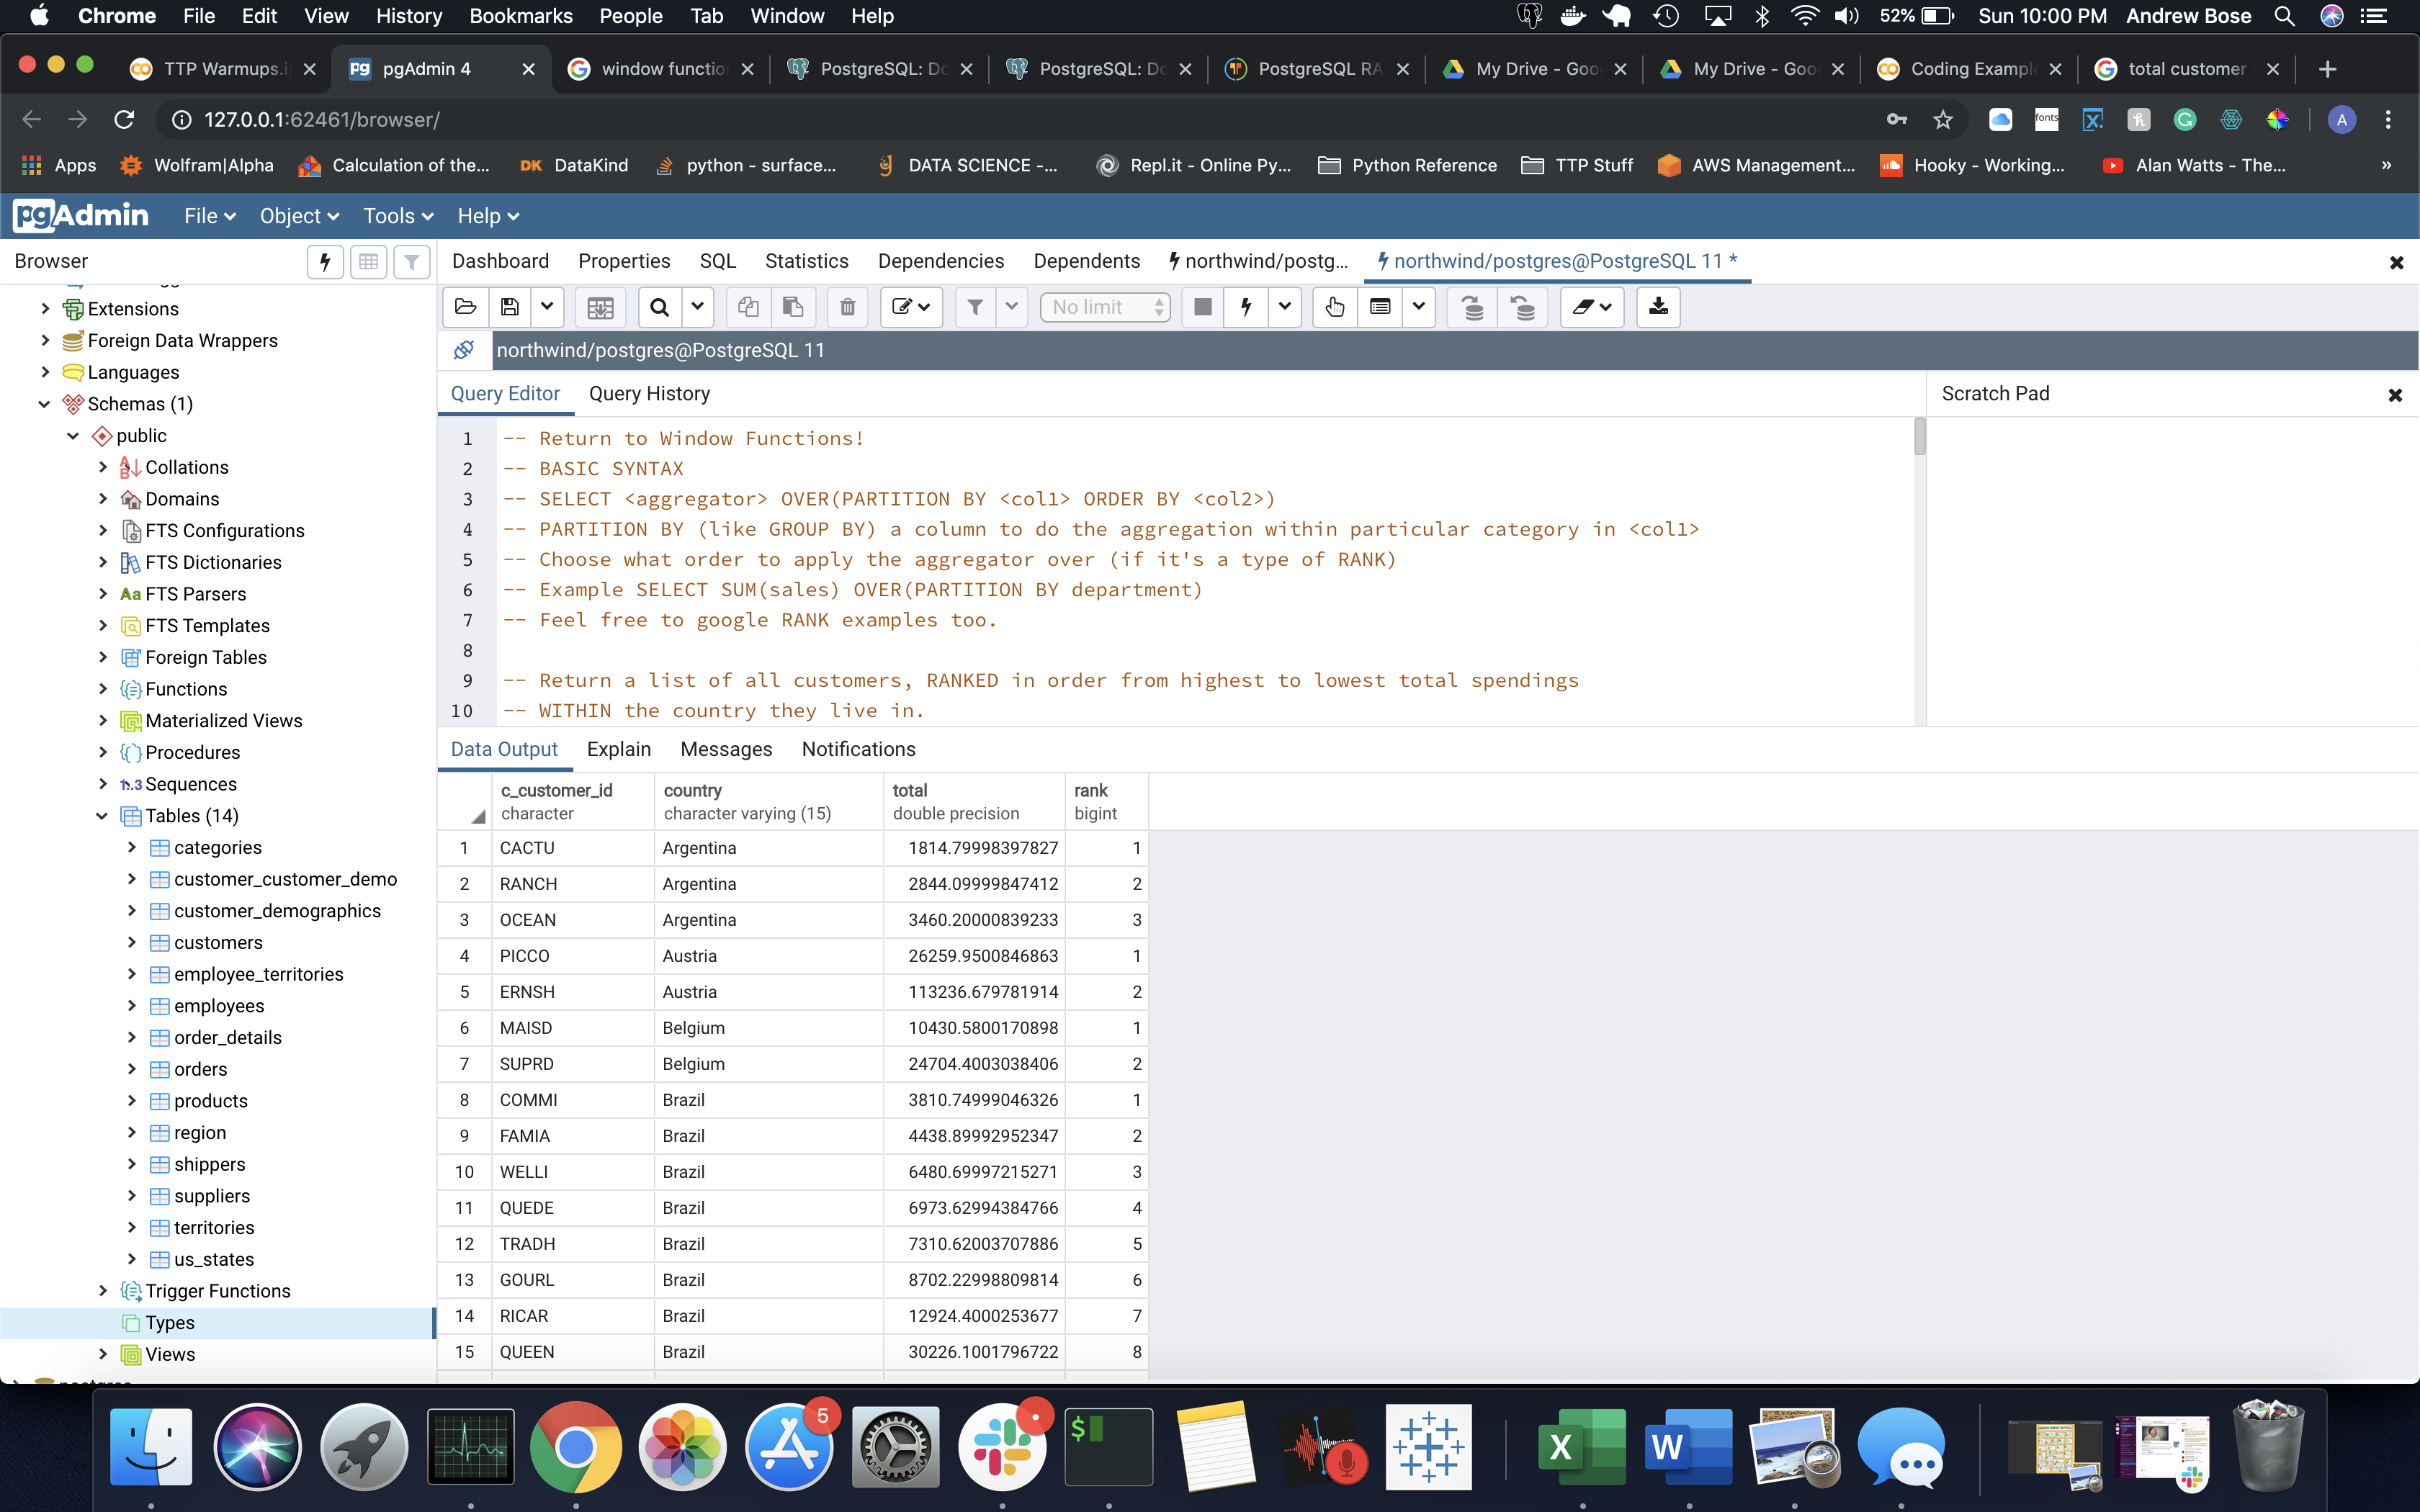 Chrome File Edit View History Bookmarks People Tab Window Help 52% Sun 10:00 PM Andrew Bose
TTP Warmups.i pgAdmin 4 window functio PostgreSQL: Do PostgreSQL: Do PostgreSQL RA My Drive - Goo My Drive - Goo Coding Exampl total customer
127.0.0.1:62461/browser/ fonts A
Apps Wolfram|Alpha Calculation of the... DK DataKind python - surface... DATA SCIENCE -... Repl.it - Online Py... Python Reference TTP Stuff AWS Management... Hooky - Working... Alan Watts - The... »
pgAdmin File Object Tools Help
Browser
Dashboard Properties SQL Statistics Dependencies Dependents northwind/postg... northwind/postgres@PostgreSQL 11 *
No limit
northwind/postgres@PostgreSQL 11
Query Editor Query History
Scratch Pad
Extensions
Foreign Data Wrappers
Languages
Schemas (1)
public
Collations
Domains
FTS Configurations
FTS Dictionaries
Aa FTS Parsers
FTS Templates
Foreign Tables
Functions
Materialized Views
Procedures
1..3 Sequences
Tables (14)
categories
customer_customer_demo
customer_demographics
customers
employee_territories
employees
order_details
orders
products
region
shippers
suppliers
territories
us_states
Trigger Functions
Types
Views
1 -- Return to Window Functions!
2 -- BASIC SYNTAX
3 -- SELECT <aggregator> OVER(PARTITION BY <col1> ORDER BY <col2>)
4 -- PARTITION BY (like GROUP BY) a column to do the aggregation within particular category in <col1>
5 -- Choose what order to apply the aggregator over (if it's a type of RANK)
6 -- Example SELECT SUM(sales) OVER(PARTITION BY department)
7 -- Feel free to google RANK examples too.
8
9 -- Return a list of all customers, RANKED in order from highest to lowest total spendings
10 -- WITHIN the country they live in.
Data Output Explain Messages Notifications
c_customer_id country total rank
character character varying (15) double precision bigint
1 CACTU Argentina 1814.79998397827 1
2 RANCH Argentina 2844.09999847412 2
3 OCEAN Argentina 3460.20000839233 3
4 PICCO Austria 26259.9500846863 1
5 ERNSH Austria 113236.679781914 2
6 MAISD Belgium 10430.5800170898 1
7 SUPRD Belgium 24704.4003038406 2
8 COMMI Brazil 3810.74999046326 1
9 FAMIA Brazil 4438.89992952347 2
10 WELLI Brazil 6480.69997215271 3
11 QUEDE Brazil 6973.62994384766 4
12 TRADH Brazil 7310.62003707886 5
13 GOURL Brazil 8702.22998809814 6
14 RICAR Brazil 12924.4000253677 7
15 QUEEN Brazil 30226.1001796722 8
5
$
X
W